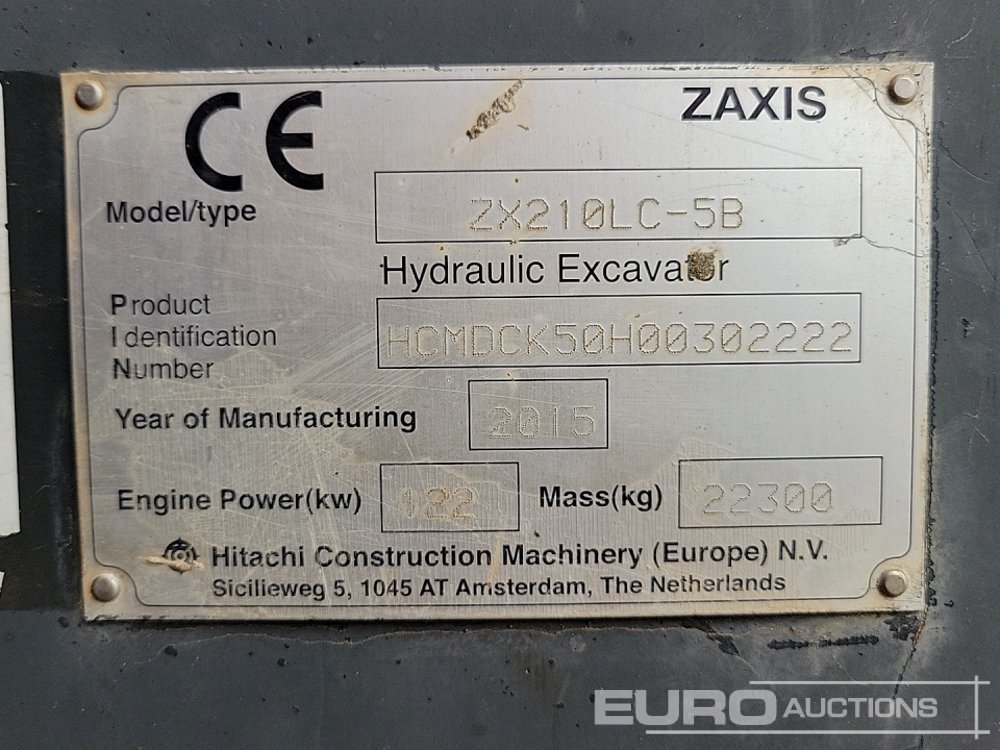 CE
ZAXIS
Model/type ZX210LC-5B
Hydraulic Excavator
Product
Identification HCMDCK50H00302222
Number
Year of Manufacturing 2015
Engine Power(kw) 122 Mass(kg) 22300
Hitachi Construction Machinery (Europe) N.V.
Sicilieweg 5, 1045 AT Amsterdam, The Netherlands
EURO AUCTIONS